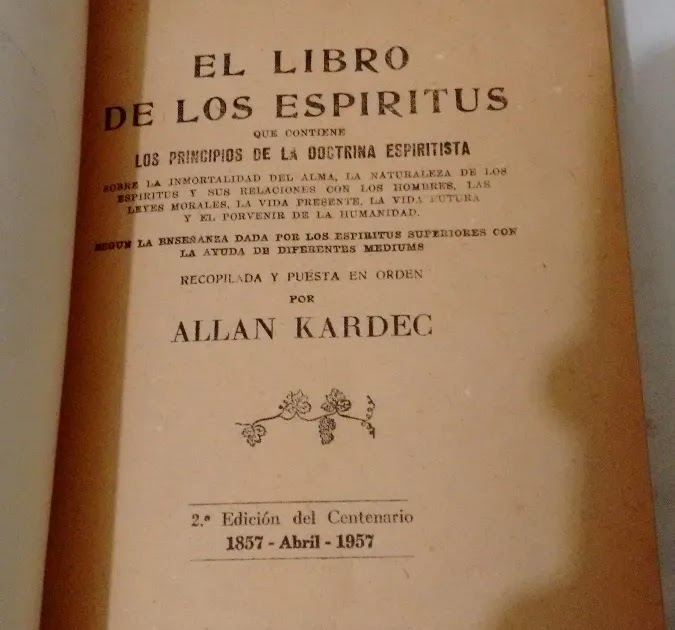 EL LIBRO
DE LOS ESPIRITUS
QUE CONTIENE
LOS PRINCIPIOS DE LA DOCTRINA ESPIRITISTA
SOBRE LA INMORTALIDAD DEL ALMA, LA NATURALEZA DE LOS
ESPIRITUS Y SUS RELACIONES CON LOS HOMBRES, LAS
LEYES MORALES, LA VIDA PRESENTE, LA VIDA FUTURA
Y EL PORVENIR DE LA HUMANIDAD.
SEGUN LA ENSEÑANZA DADA POR LOS ESPIRITUS SUPERIORES CON
LA AYUDA DE DIFERENTES MEDIUMS
RECOPILADA Y PUESTA EN ORDEN
POR
ALLAN KARDEC
2.ª Edición del Centenario
1857 - Abril - 1957